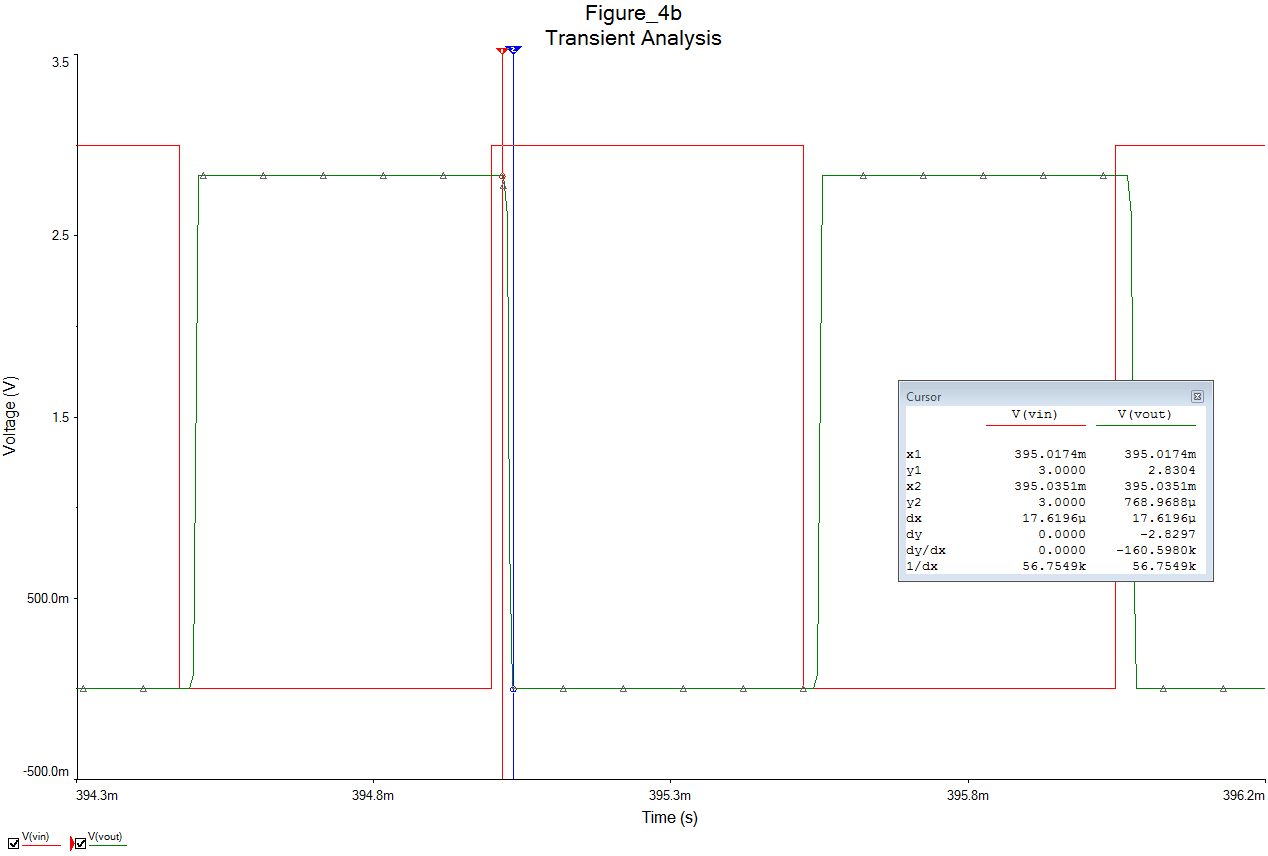 Figure_4b
Transient Analysis
1 2
3.5
2.5
Voltage (V)
1.5
500.0m
-500.0m
394.3m 394.8m 395.3m 395.8m 396.2m
Time (s)
Cursor
V(vin) V(vout)
x1 395.0174m 395.0174m
y1 3.0000 2.8304
x2 395.0351m 395.0351m
y2 3.0000 768.9688µ
dx 17.6196µ 17.6196µ
dy 0.0000 -2.8297
dy/dx 0.0000 -160.5980k
1/dx 56.7549k 56.7549k
V(vin) V(vout)